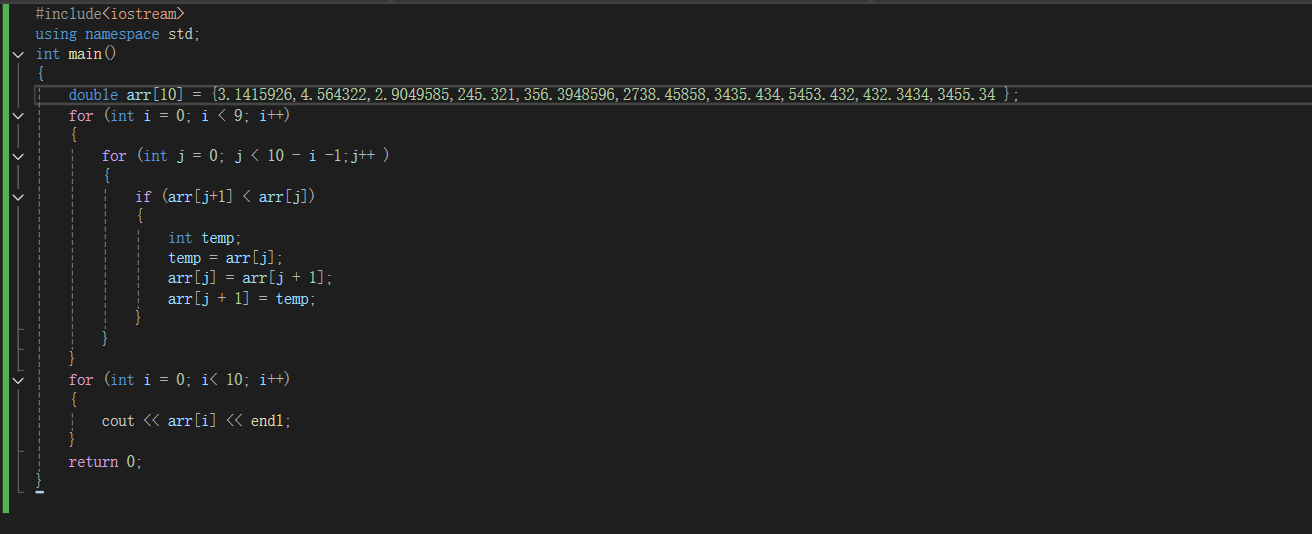 #include<iostream>
using namespace std;
int main()
{
double arr[10] = {3.1415926,4.564322,2.9049585,245.321,356.3948596,2738.45858,3435.434,5453.432,432.3434,3455.34 };
for (int i = 0; i < 9; i++)
{
for (int j = 0; j < 10 - i -1;j++ )
{
if (arr[j+1] < arr[j])
{
int temp;
temp = arr[j];
arr[j] = arr[j + 1];
arr[j + 1] = temp;
}
}
}
for (int i = 0; i< 10; i++)
{
cout << arr[i] << endl;
}
return 0;
}